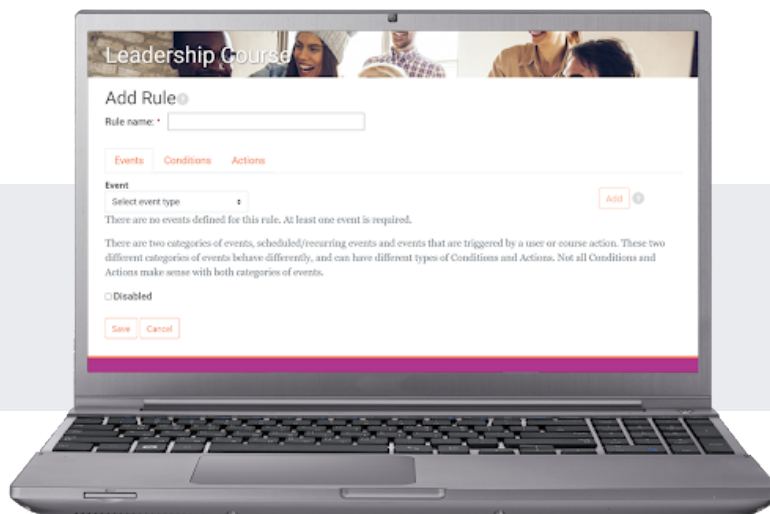 Leadership Course
Add Rule
Rule name: *
Events Conditions Actions
Event
Select event type
Add
There are no events defined for this rule. At least one event is required.
There are two categories of events, scheduled/recurring events and events that are triggered by a user or course action. These two
different categories of events behave differently, and can have different types of Conditions and Actions. Not all Conditions and
Actions make sense with both categories of events.
Disabled
Save Cancel